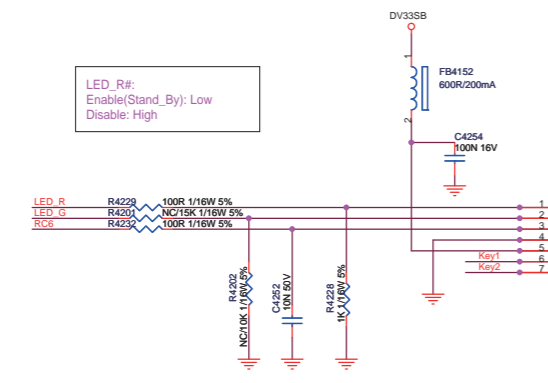 DV33SB
1
FB4152
600R/200mA
2
LED_R#:
Enable(Stand_By): Low
Disable: High
C4254
100N 16V
LED_R R4229 100R 1/16W 5% 1
LED_G R4201 NC/15K 1/16W 5% 2
RC6 R4232 100R 1/16W 5% 3
4
5
Key1 6
Key2 7
R4202
NC/10K 1/16W 5%
C4252
10N 50V
R4228
1K 1/16W 5%